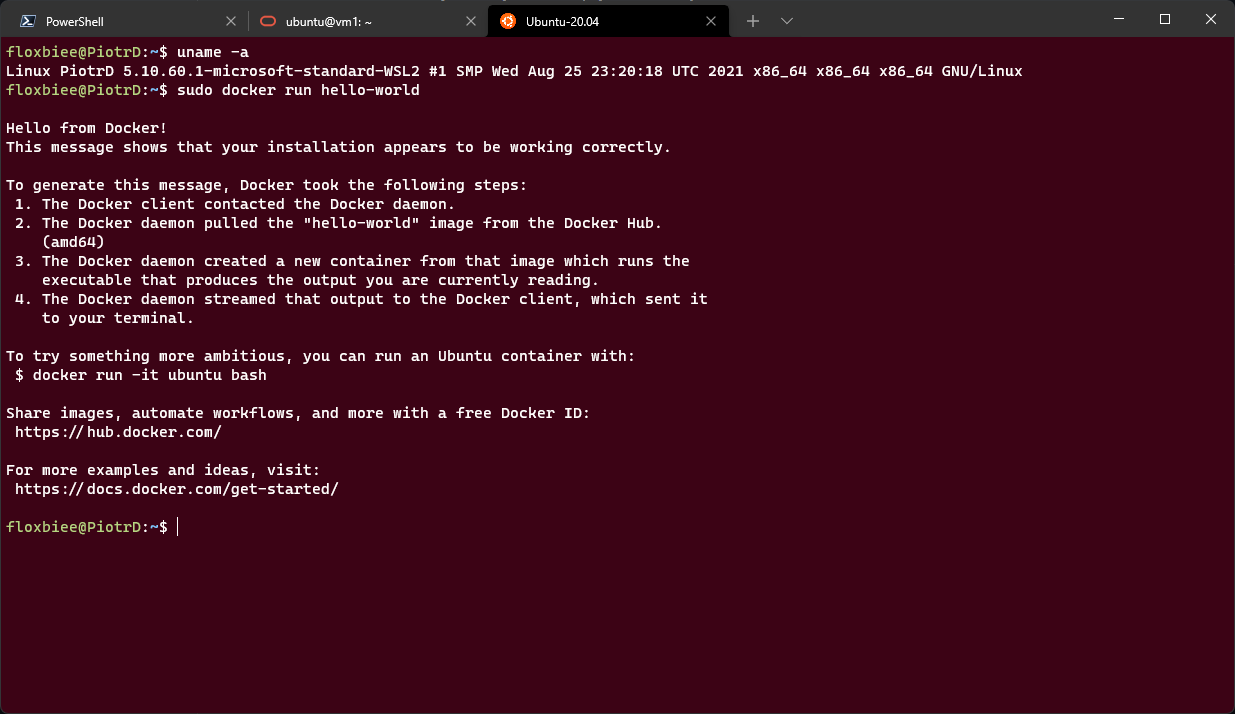 PowerShell
ubuntu@vm1: ~
Ubuntu-20.04
floxbiee@PiotrD:~$ uname -a
Linux PiotrD 5.10.60.1-microsoft-standard-WSL2 #1 SMP Wed Aug 25 23:20:18 UTC 2021 x86_64 x86_64 x86_64 GNU/Linux
floxbiee@PiotrD:~$ sudo docker run hello-world
Hello from Docker!
This message shows that your installation appears to be working correctly.
To generate this message, Docker took the following steps:
1. The Docker client contacted the Docker daemon.
2. The Docker daemon pulled the "hello-world" image from the Docker Hub.
(amd64)
3. The Docker daemon created a new container from that image which runs the
executable that produces the output you are currently reading.
4. The Docker daemon streamed that output to the Docker client, which sent it
to your terminal.
To try something more ambitious, you can run an Ubuntu container with:
$ docker run -it ubuntu bash
Share images, automate workflows, and more with a free Docker ID:
https://hub.docker.com/
For more examples and ideas, visit:
https://docs.docker.com/get-started/
floxbiee@PiotrD:~$